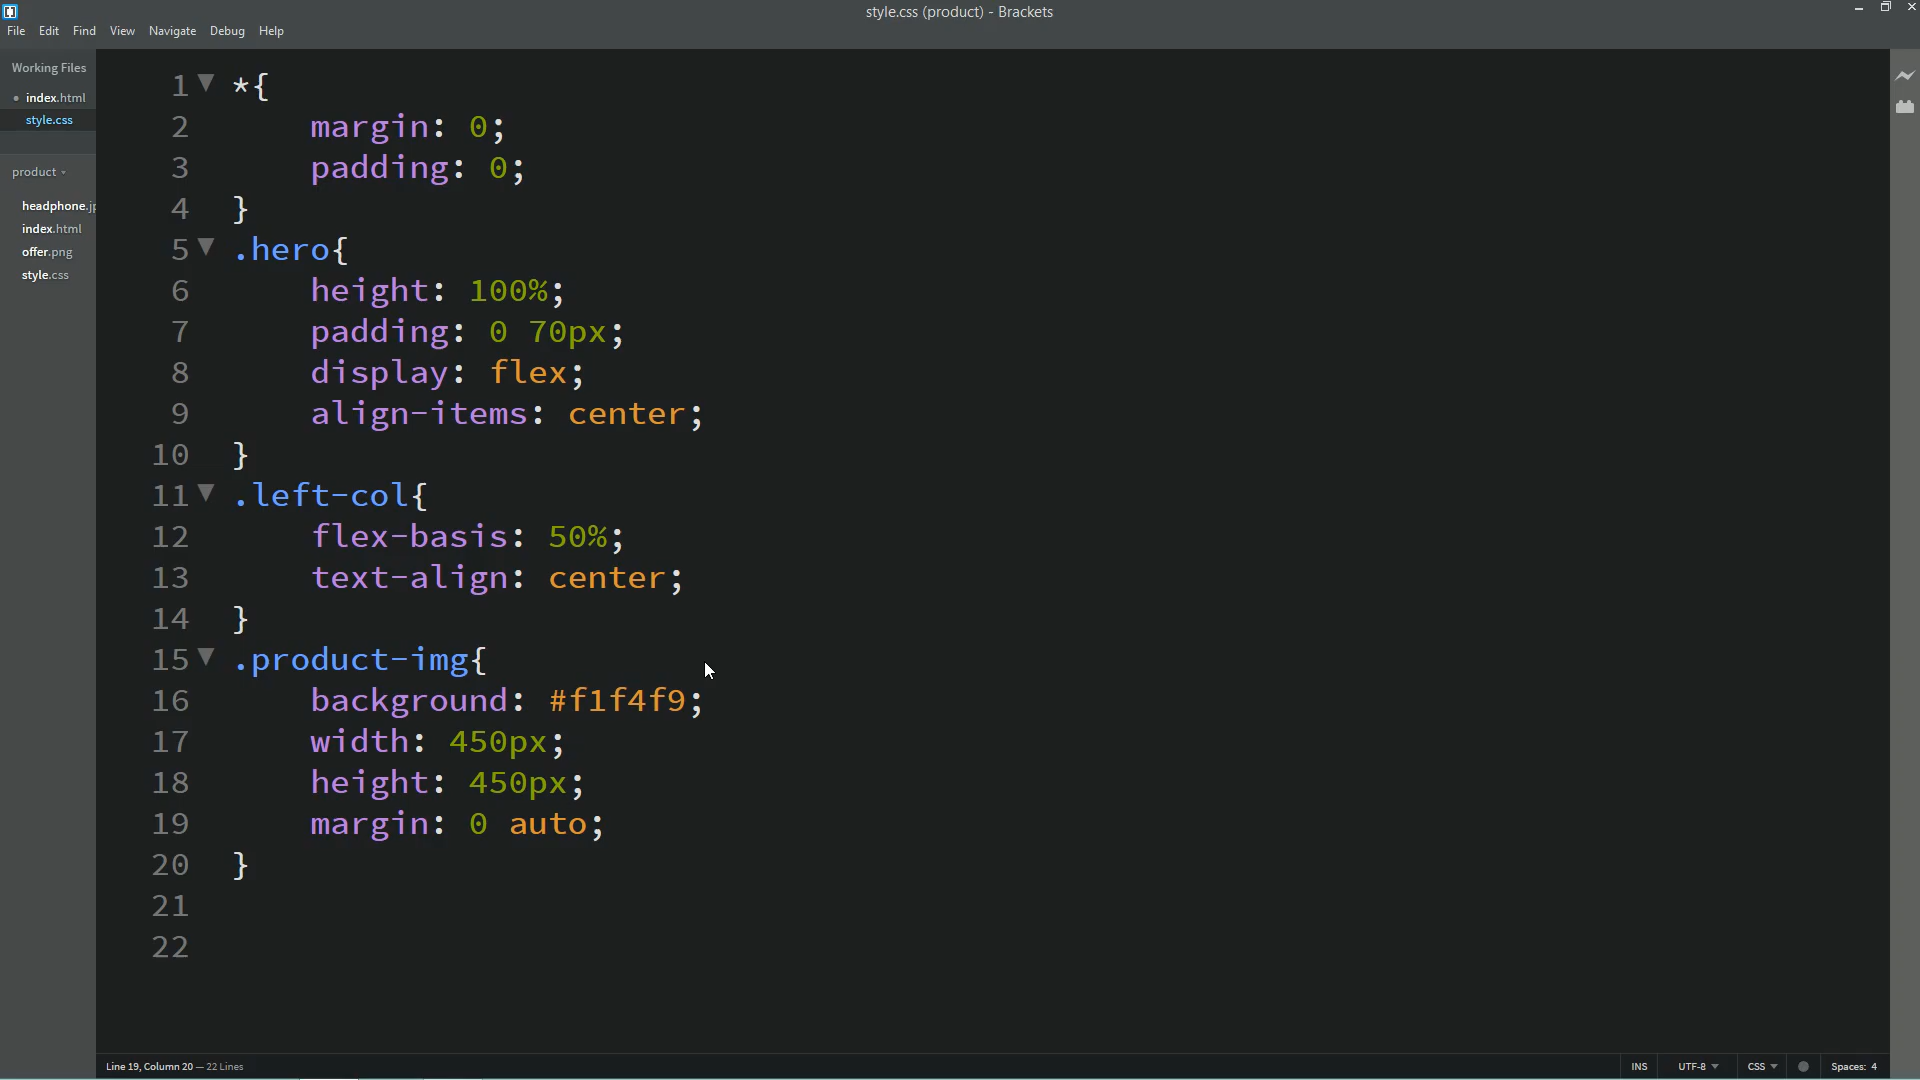 style.css (product) - Brackets
File Edit Find View Navigate Debug Help
Working Files
• index.html
style.css
product
headphone.jp
index.html
offer.png
style.css
1 *{
2 margin: 0;
3 padding: 0;
4 }
5 .hero{
6 height: 100%;
7 padding: 0 70px;
8 display: flex;
9 align-items: center;
10 }
11 .left-col{
12 flex-basis: 50%;
13 text-align: center;
14 }
15 .product-img{
16 background: #f1f4f9;
17 width: 450px;
18 height: 450px;
19 margin: 0 auto;
20 }
21
22
Line 19, Column 20 — 22 Lines
INS UTF-8 CSS Spaces: 4